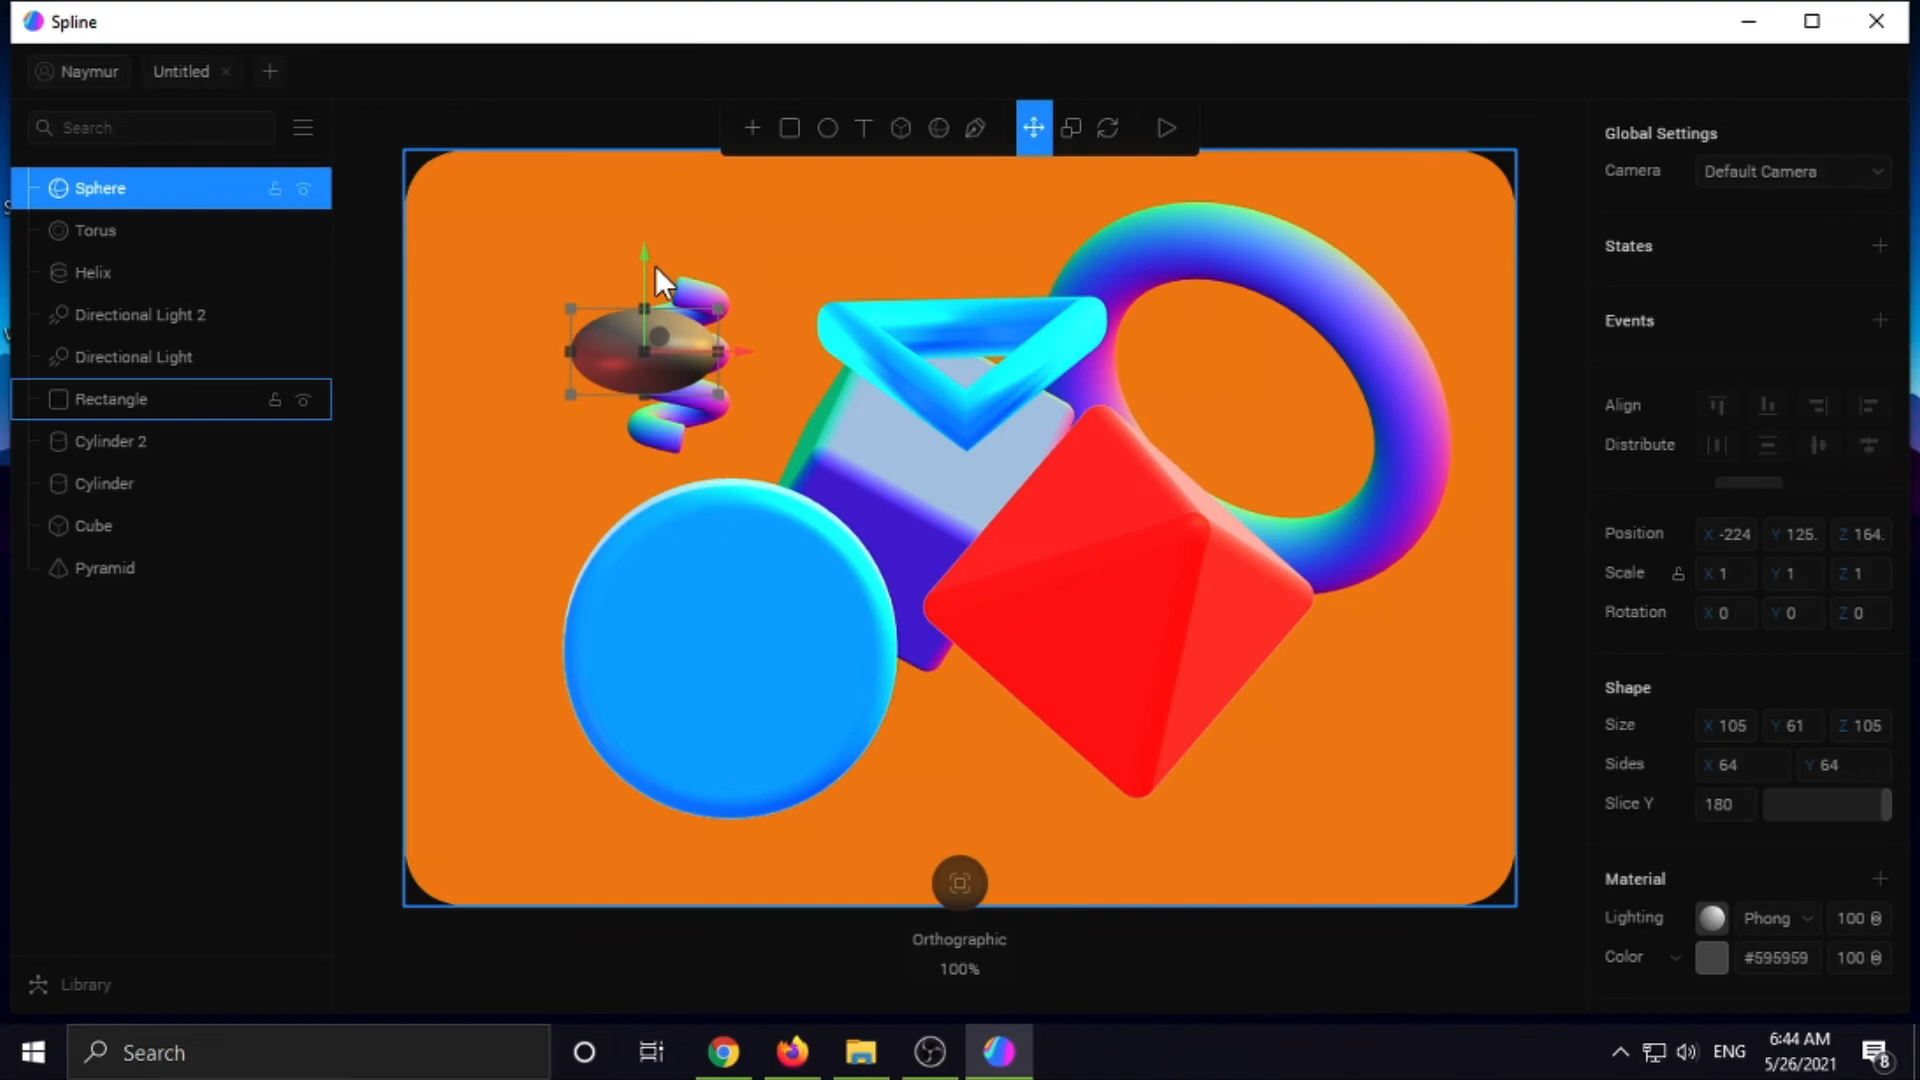 Spline
Naymur
Untitled
Search
Sphere
Torus
Helix
Directional Light 2
Directional Light
Rectangle
Cylinder 2
Cylinder
Cube
Pyramid
Library
Orthographic
100%
Global Settings
Camera Default Camera
States
Events
Align
Distribute
Position X -224 Y 125. Z 164.
Scale X 1 Y 1 Z 1
Rotation X 0 Y 0 Z 0
Shape
Size X 105 Y 61 Z 105
Sides X 64 Y 64
Slice Y 180
Material
Lighting Phong 100
Color #595959 100
Search
ENG
6:44 AM
5/26/2021
8